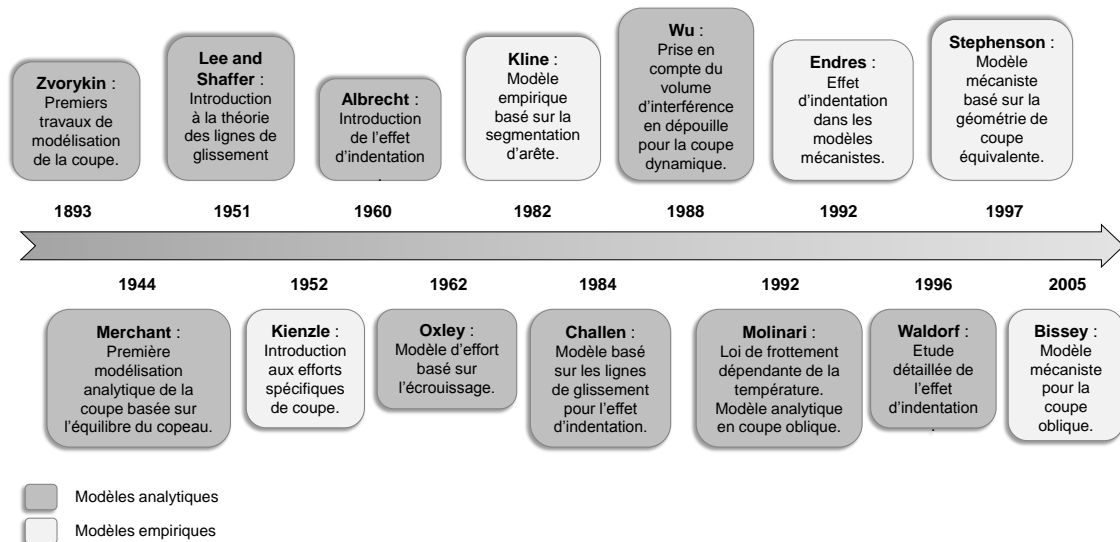 Zvorykin :
Premiers
travaux de
modélisation
de la coupe.
Lee and
Shaffer :
Introduction
à la théorie
des lignes de
glissement
Albrecht :
Introduction
de l'effet
d'indentation
.
Kline :
Modèle
empirique
basé sur la
segmentation
d'arête.
Wu :
Prise en
compte du
volume
d'interférence
en dépouille
pour la coupe
dynamique.
Endres :
Effet
d'indentation
dans les
modèles
mécanistes.
Stephenson :
Modèle
mécaniste
basé sur la
géométrie de
coupe
équivalente.
1893 1951 1960 1982 1988 1992 1997
1944 1952 1962 1984 1992 1996 2005
Merchant :
Première
modélisation
analytique de la
coupe basée sur
l'équilibre du copeau.
Kienzle :
Introduction
aux efforts
spécifiques
de coupe.
Oxley :
Modèle d'effort
basé sur
l'écrouissage.
Challen :
Modèle basé
sur les lignes
de glissement
pour l'effet
d'indentation.
Molinari :
Loi de frottement
dépendante de la
température.
Modèle analytique
en coupe oblique.
Waldorf :
Etude
détaillée de
l'effet
d'indentation
.
Bissey :
Modèle
mécaniste
pour la
coupe
oblique.
Modèles analytiques
Modèles empiriques